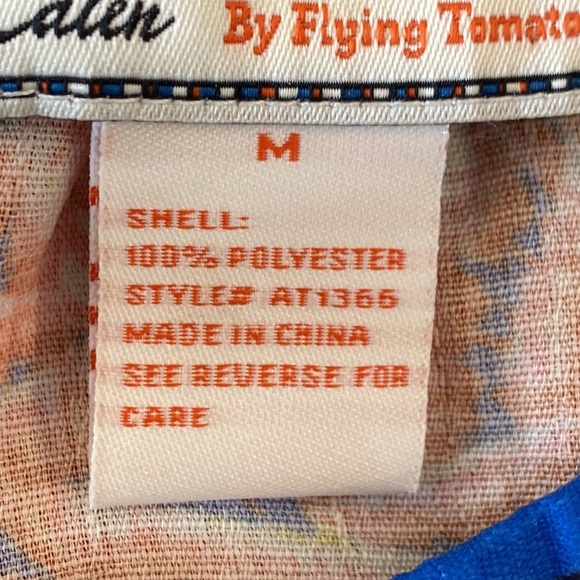 By Flying Tomato
M
SHELL:
100% POLYESTER
STYLE# AT1366
MADE IN CHINA
SEE REVERSE FOR
CARE